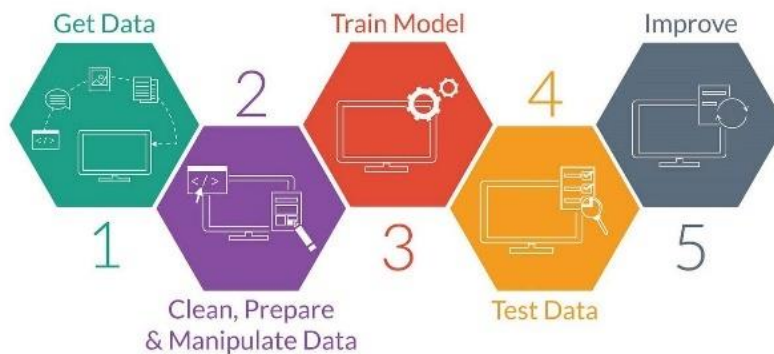 Get Data
1
</>
2
</>
Clean, Prepare
& Manipulate Data
Train Model
3
4
Test Data
Improve
5